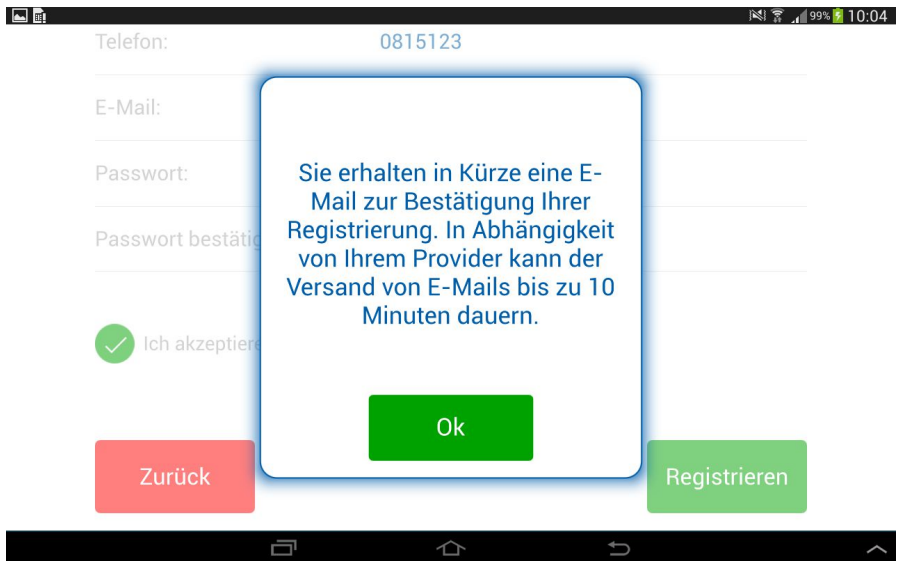 99% 10:04
Telefon: 0815123
E-Mail:
Passwort:
Passwort bestätig
Ich akzeptiere
Sie erhalten in Kürze eine E-
Mail zur Bestätigung Ihrer
Registrierung. In Abhängigkeit
von Ihrem Provider kann der
Versand von E-Mails bis zu 10
Minuten dauern.
Ok
Zurück
Registrieren